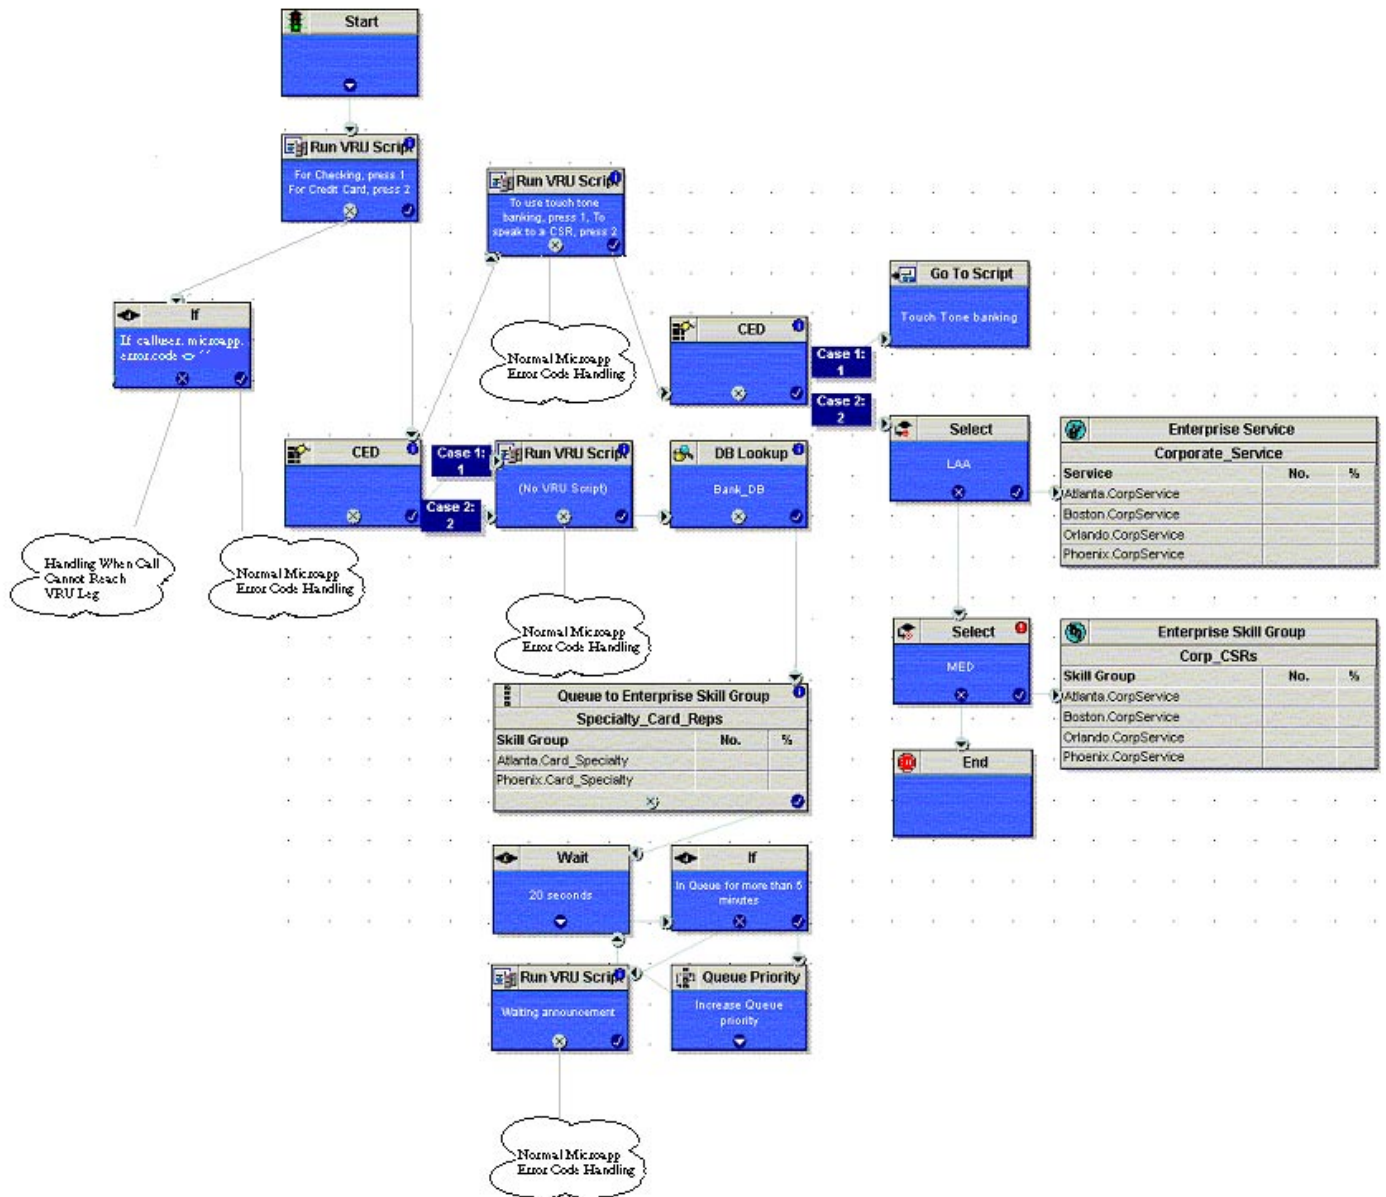 Start
Run VRU Script
For Checking, press 1
For Credit Card, press 2
Run VRU Script
To use touch tone
banking, press 1, To
speak to a CSR, press 2
Go To Script
Touch Tone banking
If
If calluser. microapp.
error.code <> ´´
Normal Microapp
Error Code Handling
CED
Case 1:
1
Case 2:
2
Select
LAA
Enterprise Service
Corporate_Service
Service No. %
Atlanta.CorpService
Boston.CorpService
Orlando.CorpService
Phoenix.CorpService
CED
Case 1:
1
Case 2:
2
Run VRU Script
(No VRU Script)
DB Lookup
Bank_DB
Handling When Call
Cannot Reach
VRU Leg
Normal Microapp
Error Code Handling
Normal Microapp
Error Code Handling
Select
MED
Enterprise Skill Group
Corp_CSRs
Skill Group No. %
Atlanta.CorpService
Boston.CorpService
Orlando.CorpService
Phoenix.CorpService
End
Queue to Enterprise Skill Group
Specialty_Card_Reps
Skill Group No. %
Atlanta.Card_Specialty
Phoenix.Card_Specialty
Wait
20 seconds
If
In Queue for more than 5
minutes
Run VRU Script
Waiting announcement
Queue Priority
Increase Queue
priority
Normal Microapp
Error Code Handling